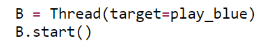 B = Thread(target=play_blue)
B.start()